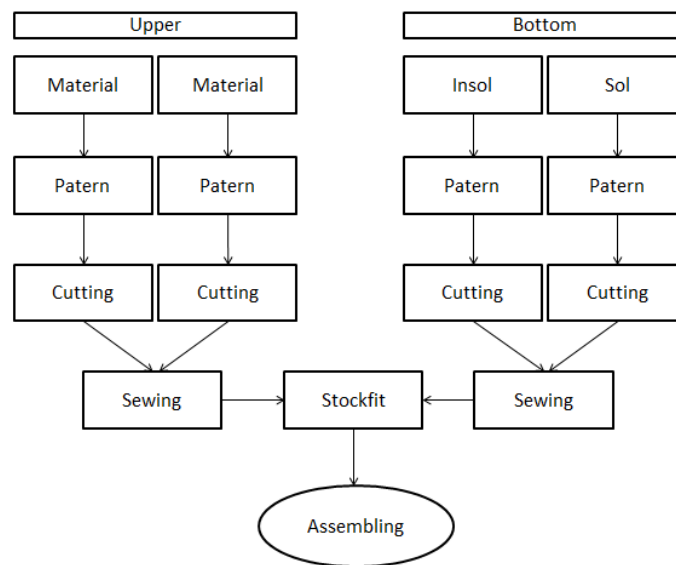 Upper
Bottom
Material
Material
Insol
Sol
Patern
Patern
Patern
Patern
Cutting
Cutting
Cutting
Cutting
Sewing
Stockfit
Sewing
Assembling